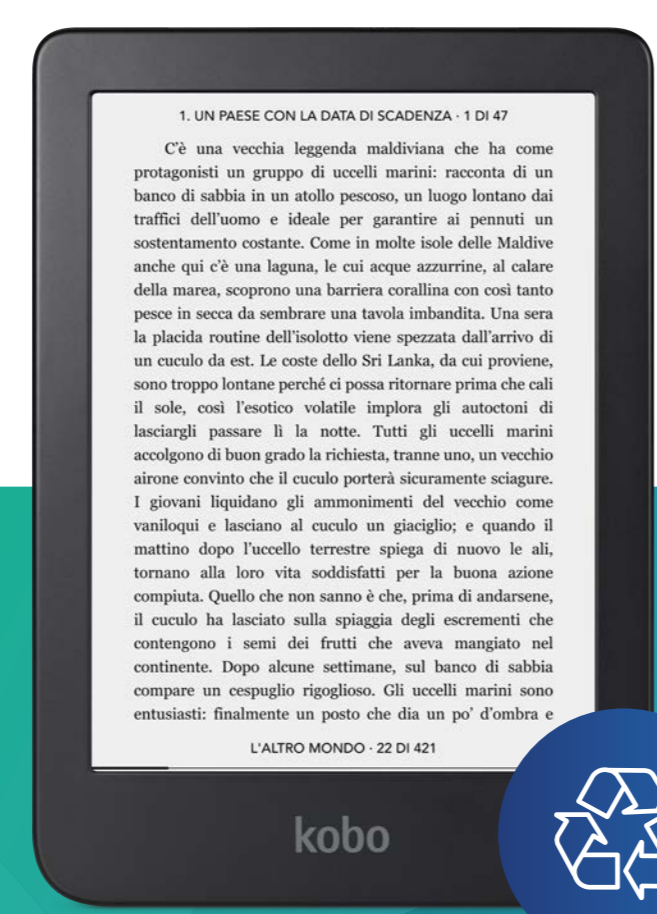 1. UN PAESE CON LA DATA DI SCADENZA · 1 DI 47
C'è una vecchia leggenda maldiviana che ha come
protagonisti un gruppo di uccelli marini: racconta di un
banco di sabbia in un atollo pescoso, un luogo lontano dai
traffici dell'uomo e ideale per garantire ai pennuti un
sostentamento costante. Come in molte isole delle Maldive
anche qui c'è una laguna, le cui acque azzurrine, al calare
della marea, scoprono una barriera corallina con così tanto
pesce in secca da sembrare una tavola imbandita. Una sera
la placida routine dell'isolotto viene spezzata dall'arrivo di
un cuculo da est. Le coste dello Sri Lanka, da cui proviene,
sono troppo lontane perché ci possa ritornare prima che cali
il sole, così l'esotico volatile implora gli autoctoni di
lasciargli passare lì la notte. Tutti gli uccelli marini
accolgono di buon grado la richiesta, tranne uno, un vecchio
airone convinto che il cuculo porterà sicuramente sciagure.
I giovani liquidano gli ammonimenti del vecchio come
vaniloqui e lasciano al cuculo un giaciglio; e quando il
mattino dopo l'uccello terrestre spiega di nuovo le ali,
tornano alla loro vita soddisfatti per la buona azione
compiuta. Quello che non sanno è che, prima di andarsene,
il cuculo ha lasciato sulla spiaggia degli escrementi che
contengono i semi dei frutti che aveva mangiato nel
continente. Dopo alcune settimane, sul banco di sabbia
compare un cespuglio rigoglioso. Gli uccelli marini sono
entusiasti: finalmente un posto che dia un po' d'ombra e
L'ALTRO MONDO · 22 DI 421
kobo